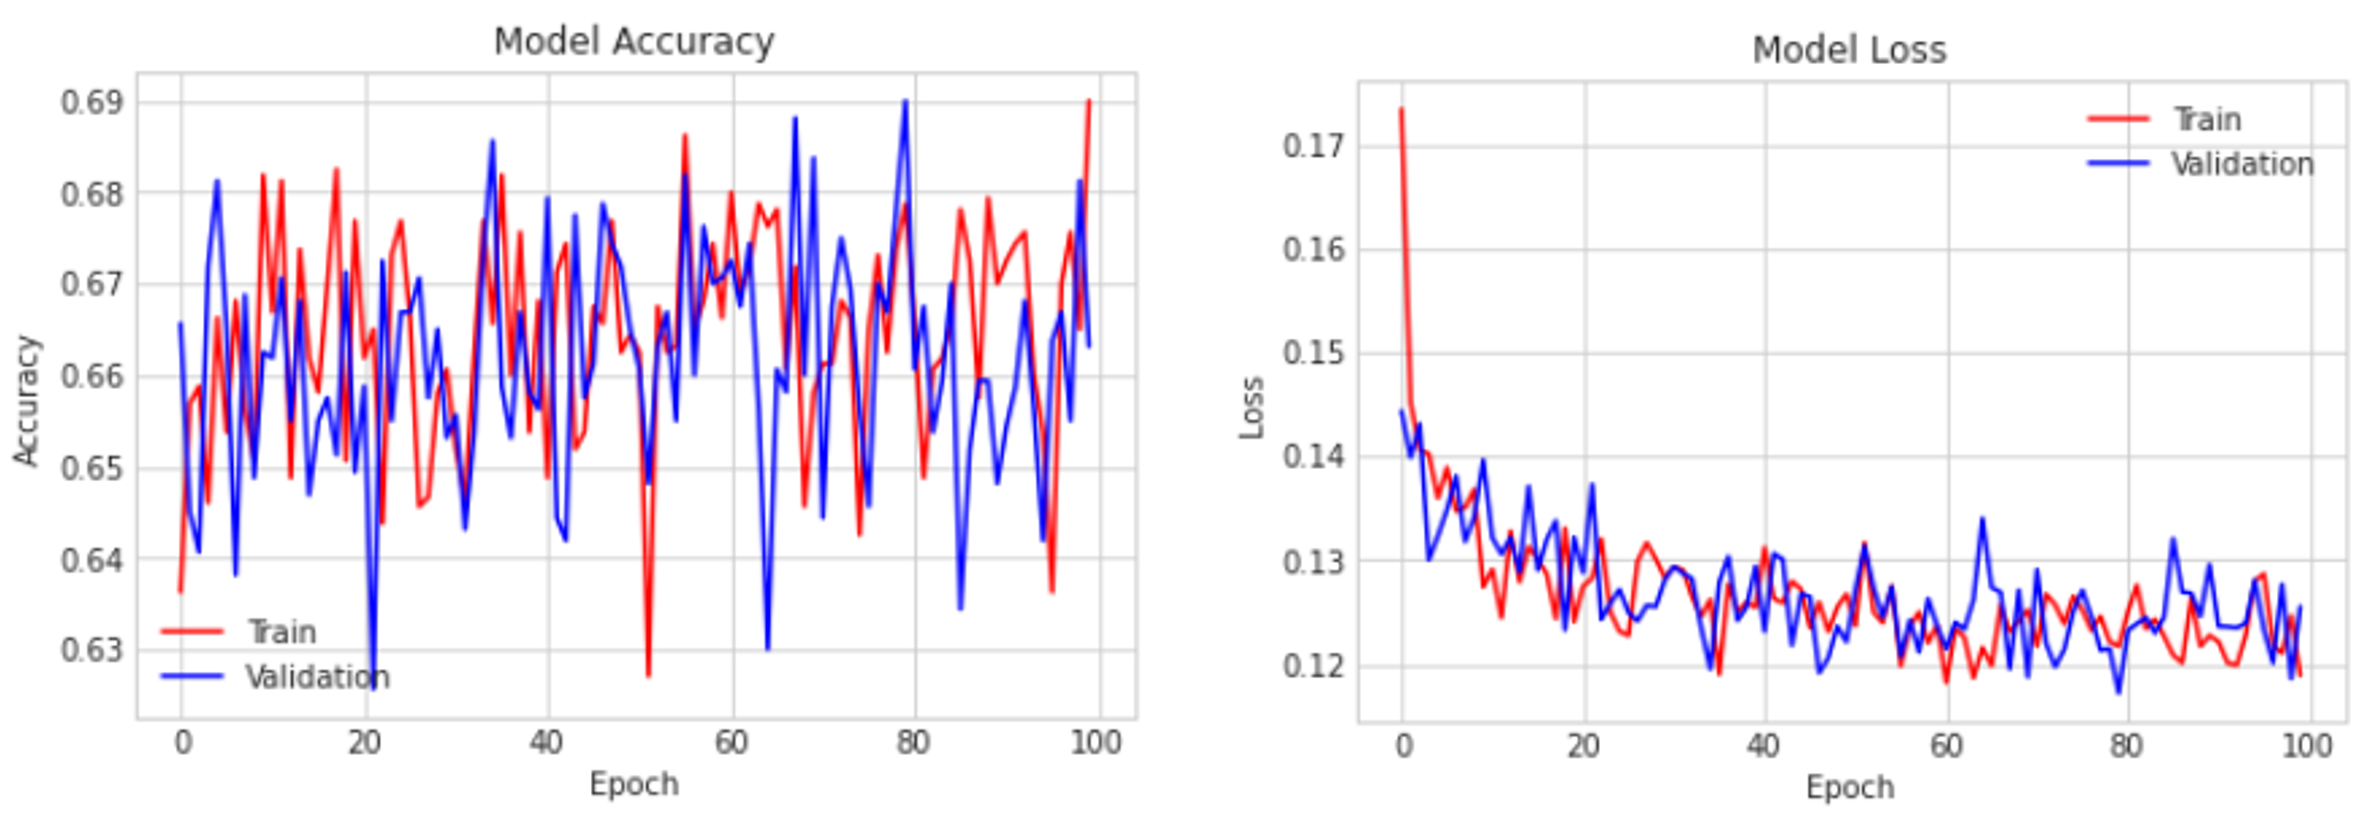 Model Accuracy
0.69
0.68
0.67
0.66
0.65
0.64
0.63
Accuracy
Train
Validation
0 20 40 60 80 100
Epoch
Model Loss
0.17
0.16
0.15
0.14
0.13
0.12
Loss
Train
Validation
0 20 40 60 80 100
Epoch